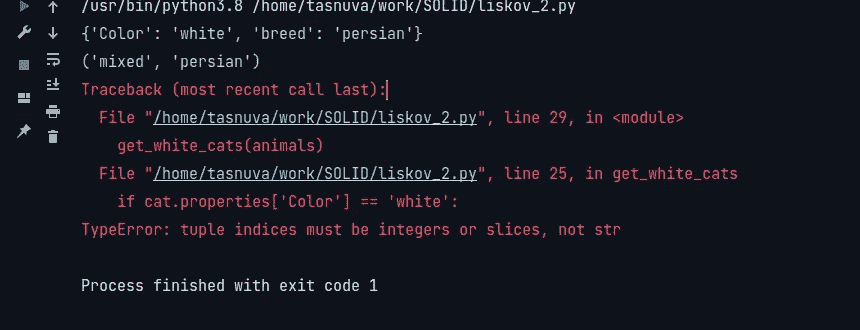 /usr/bin/python3.8 /home/tasnuva/work/SOLID/liskov_2.py
{'Color': 'white', 'breed': 'persian'}
('mixed', 'persian')
Traceback (most recent call last):
  File "/home/tasnuva/work/SOLID/liskov_2.py", line 29, in <module>
    get_white_cats(animals)
  File "/home/tasnuva/work/SOLID/liskov_2.py", line 25, in get_white_cats
    if cat.properties['Color'] == 'white':
TypeError: tuple indices must be integers or slices, not str
Process finished with exit code 1